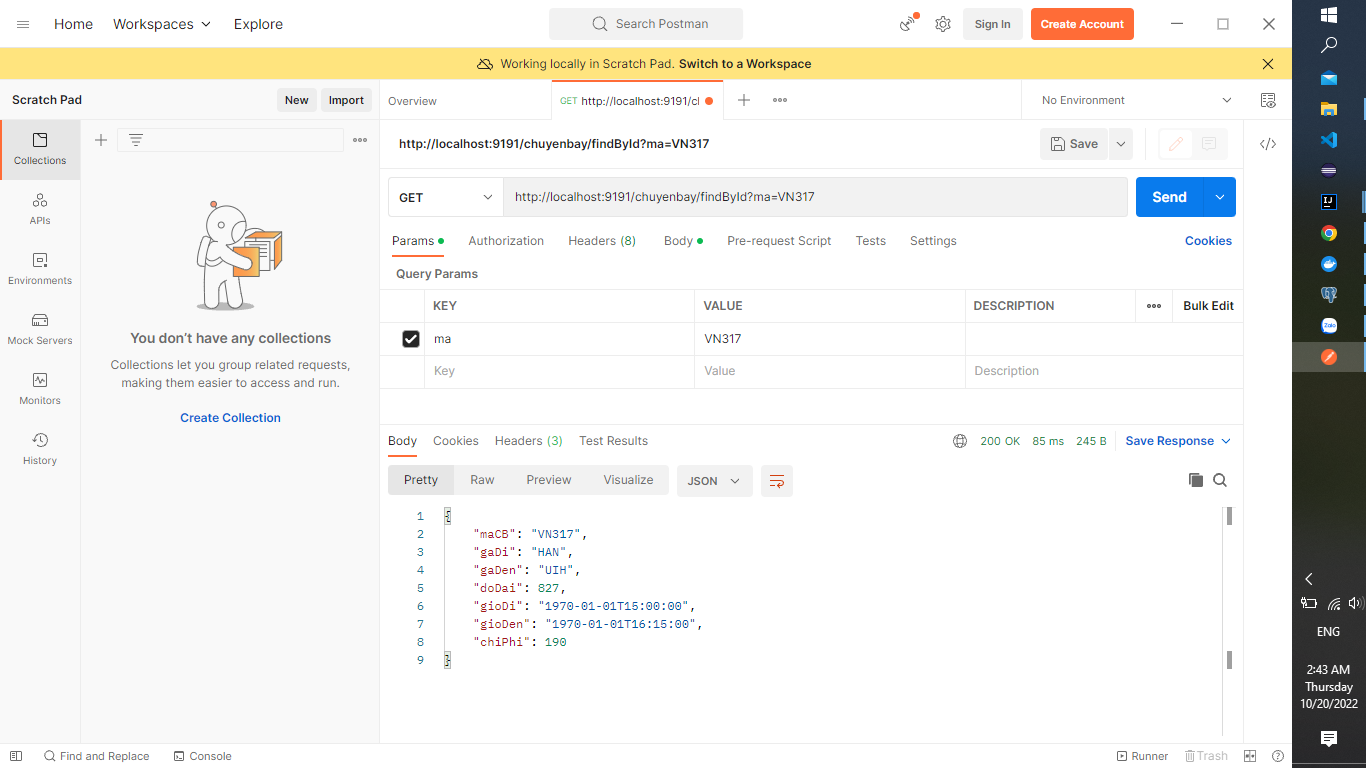 Home
Workspaces
Explore
Search Postman
Sign In
Create Account
Working locally in Scratch Pad. Switch to a Workspace
Scratch Pad
New
Import
Overview
GET http://localhost:9191/cl
No Environment
Collections
APIs
Environments
Mock Servers
Monitors
History
You don't have any collections
Collections let you group related requests,
making them easier to access and run.
Create Collection
http://localhost:9191/chuyenbay/findById?ma=VN317
Save
GET
http://localhost:9191/chuyenbay/findById?ma=VN317
Send
Params
Authorization
Headers (8)
Body
Pre-request Script
Tests
Settings
Cookies
Query Params
KEY
VALUE
DESCRIPTION
Bulk Edit
ma
VN317
Key
Value
Description
Body
Cookies
Headers (3)
Test Results
200 OK
85 ms
245 B
Save Response
Pretty
Raw
Preview
Visualize
JSON
1 {
2 "maCB": "VN317",
3 "gaDi": "HAN",
4 "gaDen": "UIH",
5 "doDai": 827,
6 "gioDi": "1970-01-01T15:00:00",
7 "gioDen": "1970-01-01T16:15:00",
8 "chiPhi": 190
9 }
Find and Replace
Console
Runner
Trash
IJ
Zalo
ENG
2:43 AM
Thursday
10/20/2022